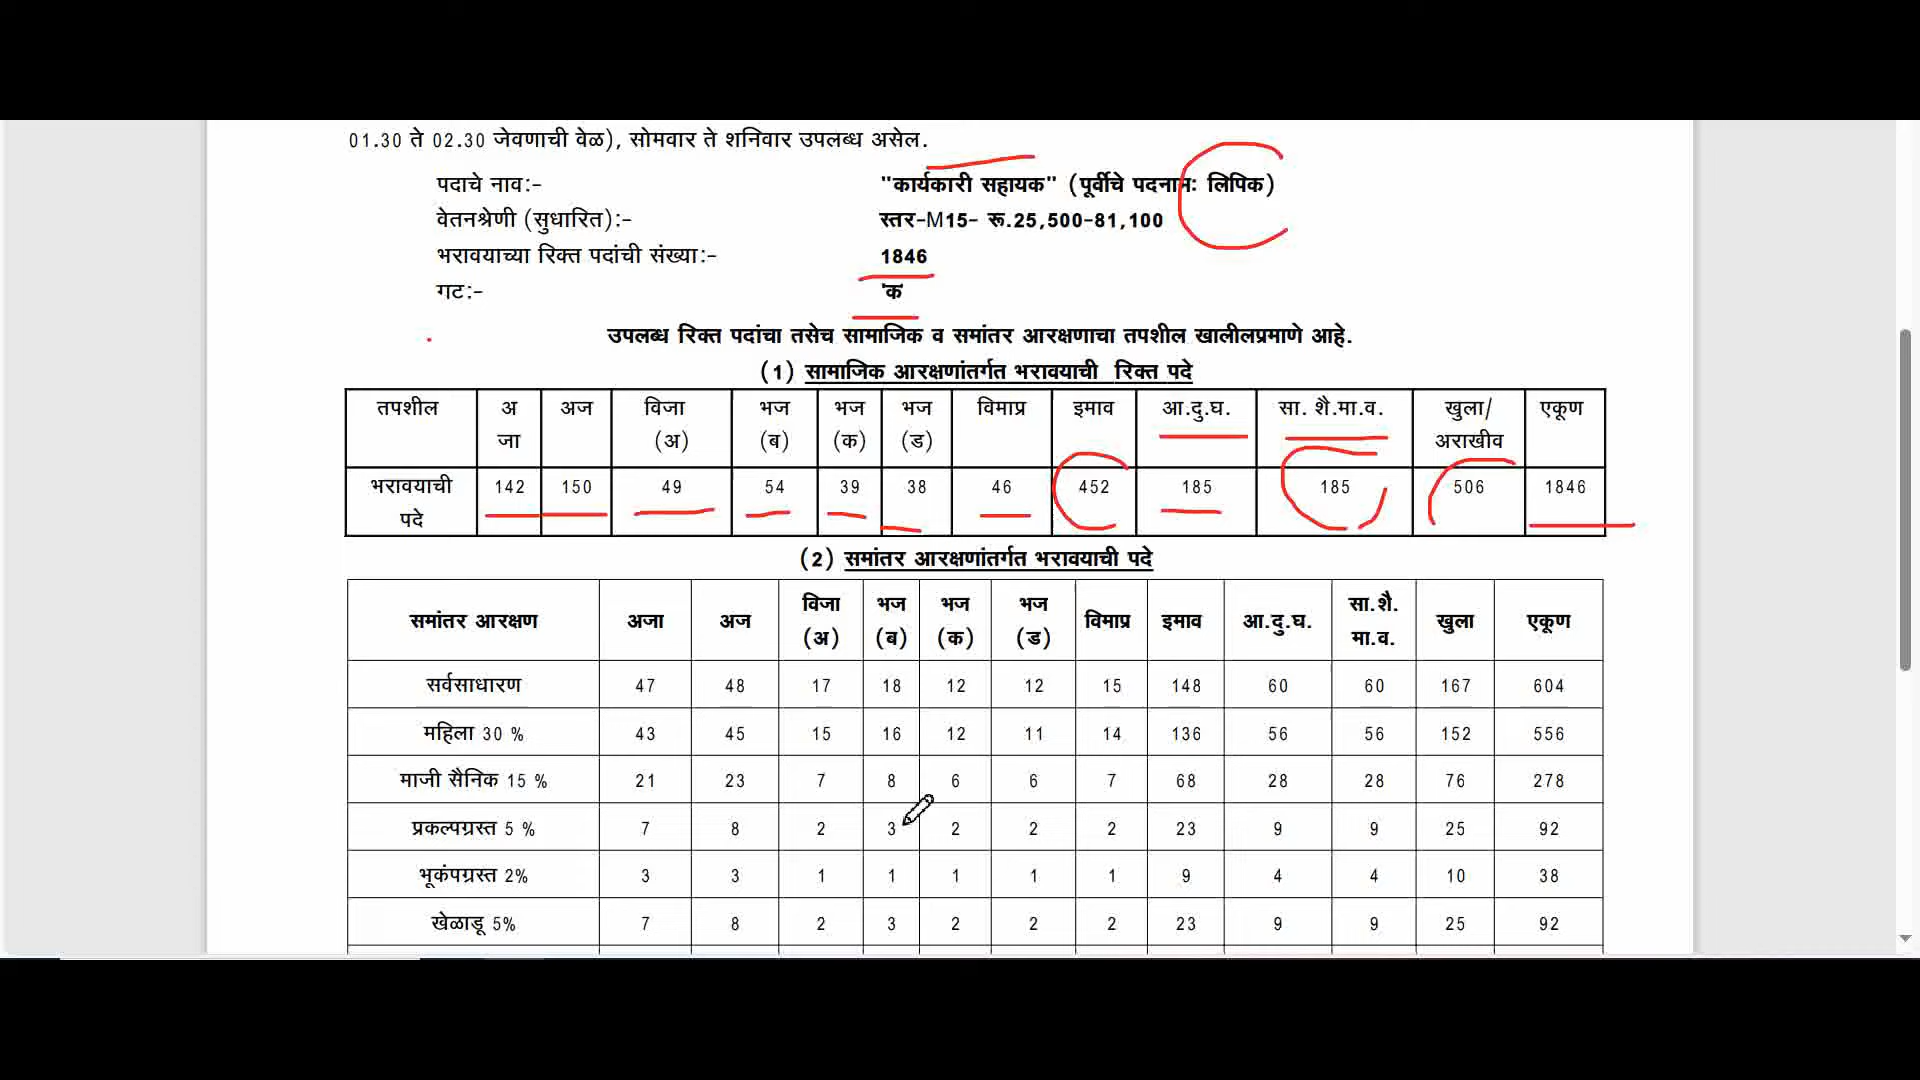 01.30 ते 02.30 जेवणाची वेळ), सोमवार ते शनिवार उपलब्ध असेल.
पदाचे नाव:- "कार्यकारी सहायक" (पूर्वीचे पदनामः लिपिक)
वेतनश्रेणी (सुधारित):- स्तर-M15- रू.25,500-81,100
भरावयाच्या रिक्त पदांची संख्या:- 1846
गट:- 'क'
उपलब्ध रिक्त पदांचा तसेच सामाजिक व समांतर आरक्षणाचा तपशील खालीलप्रमाणे आहे.
(1) सामाजिक आरक्षणांतर्गत भरावयाची रिक्त पदे
तपशील अ जा अज विजा (अ) भज (ब) भज (क) भज (ड) विमाप्र इमाव आ.दु.घ. सा. शै.मा.व. खुला/ अराखीव एकूण
भरावयाची पदे 142 150 49 54 39 38 46 452 185 185 506 1846
(2) समांतर आरक्षणांतर्गत भरावयाची पदे
समांतर आरक्षण अजा अज विजा (अ) भज (ब) भज (क) भज (ड) विमाप्र इमाव आ.दु.घ. सा.शै. मा.व. खुला एकूण
सर्वसाधारण 47 48 17 18 12 12 15 148 60 60 167 604
महिला 30 % 43 45 15 16 12 11 14 136 56 56 152 556
माजी सैनिक 15 % 21 23 7 8 6 6 7 68 28 28 76 278
प्रकल्पग्रस्त 5 % 7 8 2 3 2 2 2 23 9 9 25 92
भूकंपग्रस्त 2% 3 3 1 1 1 1 1 9 4 4 10 38
खेळाडू 5% 7 8 2 3 2 2 2 23 9 9 25 92